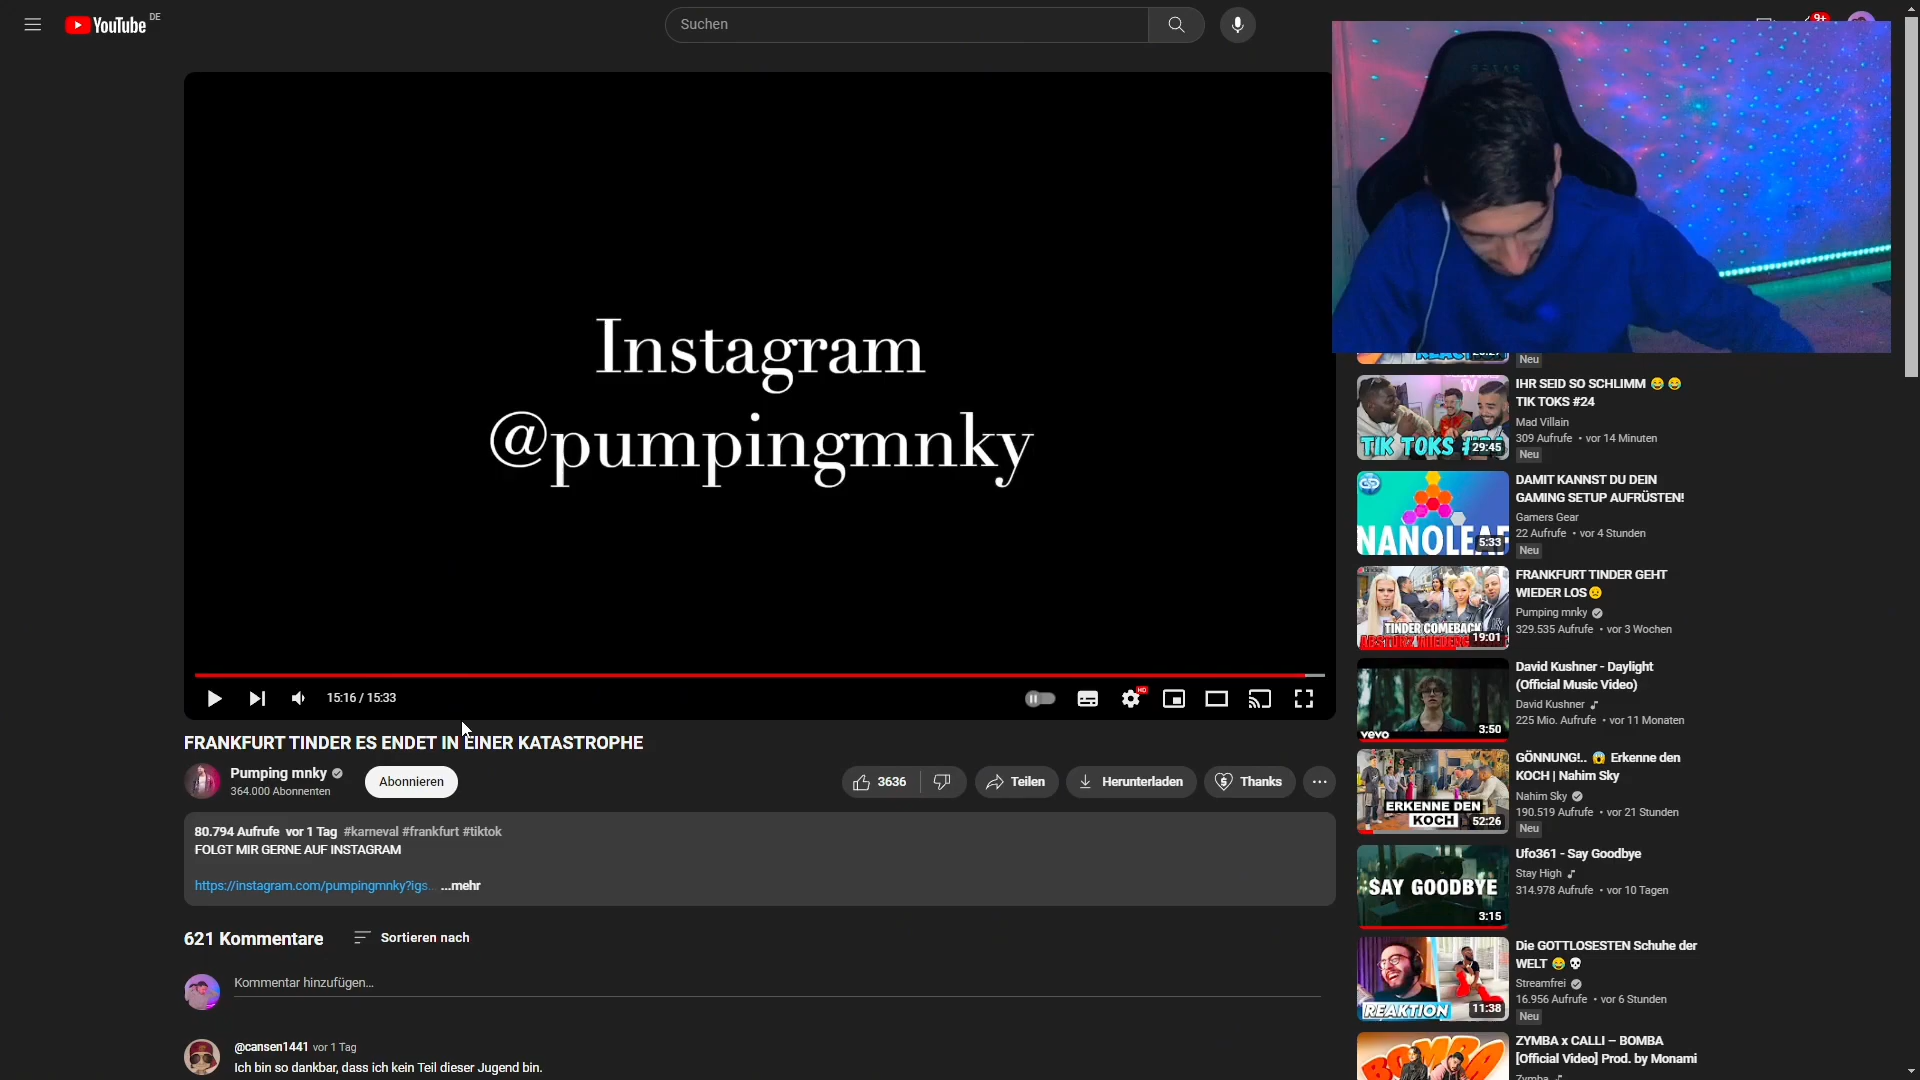 YouTube DE
Suchen
9+
Instagram
@pumpingmnky
15:16 / 15:33
HD
FRANKFURT TINDER ES ENDET IN EINER KATASTROPHE
Pumping mnky
364.000 Abonnenten
Abonnieren
3636
Teilen
Herunterladen
Thanks
80.794 Aufrufe vor 1 Tag #karneval #frankfurt #tiktok
FOLGT MIR GERNE AUF INSTAGRAM
https://instagram.com/pumpingmnky?igs... ...mehr
621 Kommentare
Sortieren nach
Kommentar hinzufügen...
@cansen1441 vor 1 Tag
Ich bin so dankbar, dass ich kein Teil dieser Jugend bin.
Neu
TIK TOKS
29:45
IHR SEID SO SCHLIMM 😂 😂
TIK TOKS #24
Mad Villain
309 Aufrufe • vor 14 Minuten
Neu
NANOLEAF
5:33
DAMIT KANNST DU DEIN
GAMING SETUP AUFRÜSTEN!
Gamers Gear
22 Aufrufe • vor 4 Stunden
Neu
TINDER COMEBACK
19:01
FRANKFURT TINDER GEHT
WIEDER LOS😟
Pumping mnky
329.535 Aufrufe • vor 3 Wochen
vevo
3:50
David Kushner - Daylight
(Official Music Video)
David Kushner
225 Mio. Aufrufe • vor 11 Monaten
ERKENNE DEN
KOCH
52:26
GÖNNUNG!.. 😱 Erkenne den
KOCH | Nahim Sky
Nahim Sky
190.519 Aufrufe • vor 21 Stunden
Neu
SAY GOODBYE
3:15
Ufo361 - Say Goodbye
Stay High
314.978 Aufrufe • vor 10 Tagen
REAKTION
11:38
Die GOTTLOSESTEN Schuhe der
WELT 😂 💀
Streamfrei
16.956 Aufrufe • vor 6 Stunden
Neu
BOMBA
ZYMBA x CALLI – BOMBA
[Official Video] Prod. by Monami
Zymba